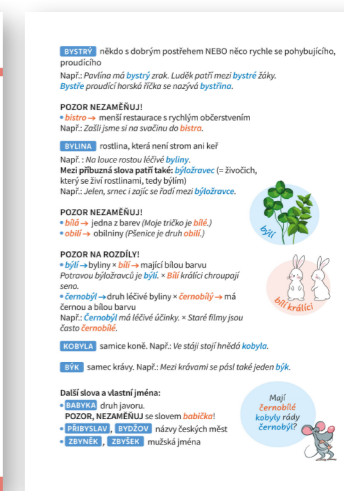 BYSTRÝ někdo s dobrým postřehem NEBO něco rychle se pohybujícího,
proudícího
Např.: Pavlína má bystrý zrak. Luděk patří mezi bystré žáky.
Bystře proudící horská říčka se nazývá bystřina.
POZOR NEZAMĚŇUJ!
• bistro → menší restaurace s rychlým občerstvením
Např.: Zašli jsme si na svačinu do bistra.
BYLINA rostlina, která není strom ani keř
Např. : Na louce rostou léčivé byliny.
Mezi příbuzná slova patří také: býložravec (= živočich,
který se živí rostlinami, tedy býlím)
Např.: Jelen, srnec i zajíc se řadí mezi býložravce.
POZOR NEZAMĚŇUJ!
• bílá → jedna z barev (Moje tričko je bílé.)
• obilí → obilniny (Pšenice je druh obilí.)
býlí
POZOR NA ROZDÍLY!
• býlí → byliny × bílí → mající bílou barvu
Potravou býložravců je býlí. × Bílí králíci chroupají
seno.
• černobýl → druh léčivé byliny × černobílý → má
černou a bílou barvu
Např.: Černobýl má léčivé účinky. × Staré filmy jsou
často černobílé.
bílí králíci
KOBYLA samice koně. Např.: Ve stáji stojí hnědá kobyla.
BÝK samec krávy. Např.: Mezi krávami se pásl také jeden býk.
Další slova a vlastní jména:
• BABYKA druh javoru.
POZOR, NEZAMĚŇUJ se slovem babička!
• PŘIBYSLAV , BYDŽOV názvy českých měst
• ZBYNĚK , ZBYŠEK mužská jména
Mají
černobílé
kobyly rády
černobýl?